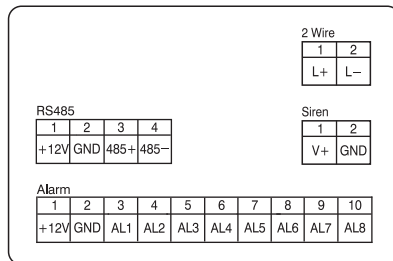 2 Wire
1 2
L+ L−
RS485
1 2 3 4
+12V GND 485+ 485−
Siren
1 2
V+ GND
Alarm
1 2 3 4 5 6 7 8 9 10
+12V GND AL1 AL2 AL3 AL4 AL5 AL6 AL7 AL8